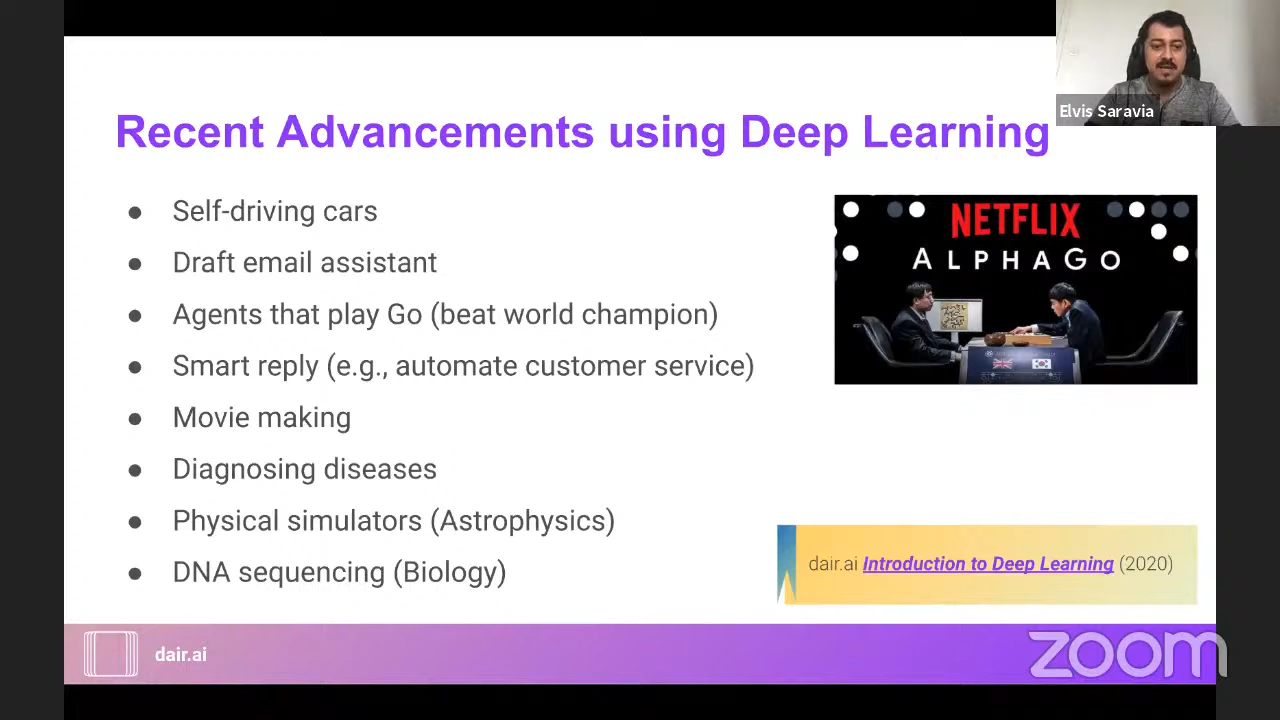 Elvis Saravia
Recent Advancements using Deep Learning
● Self-driving cars
● Draft email assistant
● Agents that play Go (beat world champion)
● Smart reply (e.g., automate customer service)
● Movie making
● Diagnosing diseases
● Physical simulators (Astrophysics)
● DNA sequencing (Biology)
NETFLIX
ALPHAGO
dair.ai Introduction to Deep Learning (2020)
dair.ai
zoom